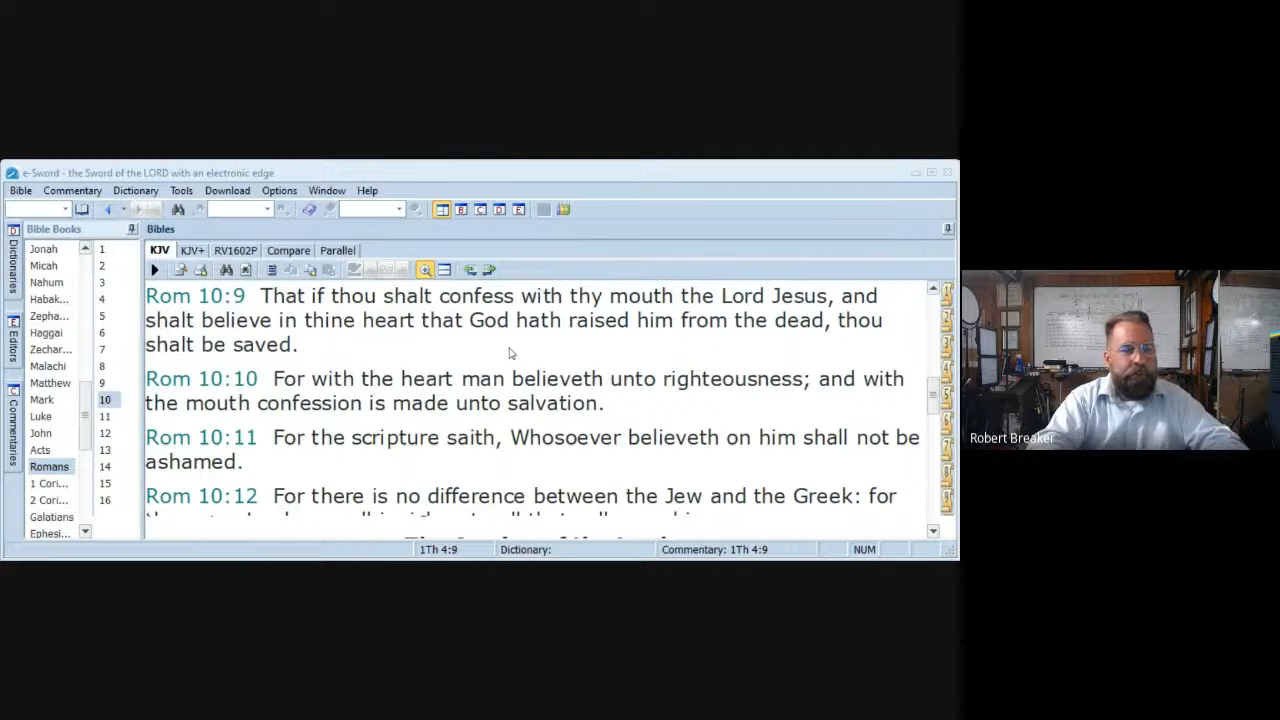 e-Sword - the Sword of the LORD with an electronic edge
Bible Commentary Dictionary Tools Download Options Window Help
B C D E
Bible Books
Bibles
Dictionaries
Editors
Commentaries
Jonah
Micah
Nahum
Habak...
Zepha...
Haggai
Zechar...
Malachi
Matthew
Mark
Luke
John
Acts
Romans
1 Cori...
2 Cori...
Galatians
Ephesi...
1
2
3
4
5
6
7
8
9
10
11
12
13
14
15
16
KJV KJV+ RV1602P Compare Parallel
Rom 10:9 That if thou shalt confess with thy mouth the Lord Jesus, and
shalt believe in thine heart that God hath raised him from the dead, thou
shalt be saved.
Rom 10:10 For with the heart man believeth unto righteousness; and with
the mouth confession is made unto salvation.
Rom 10:11 For the scripture saith, Whosoever believeth on him shall not be
ashamed.
Rom 10:12 For there is no difference between the Jew and the Greek: for
1Th 4:9 Dictionary: Commentary: 1Th 4:9 NUM
Robert Breaker